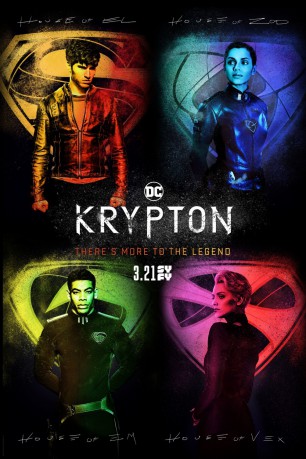 HOUSE OF EL
HOUSE OF ZOD
DC
KRYPTON
THERE'S MORE TO THE LEGEND
3.21 SYFY
HOUSE OF EM
HOUSE OF VEX